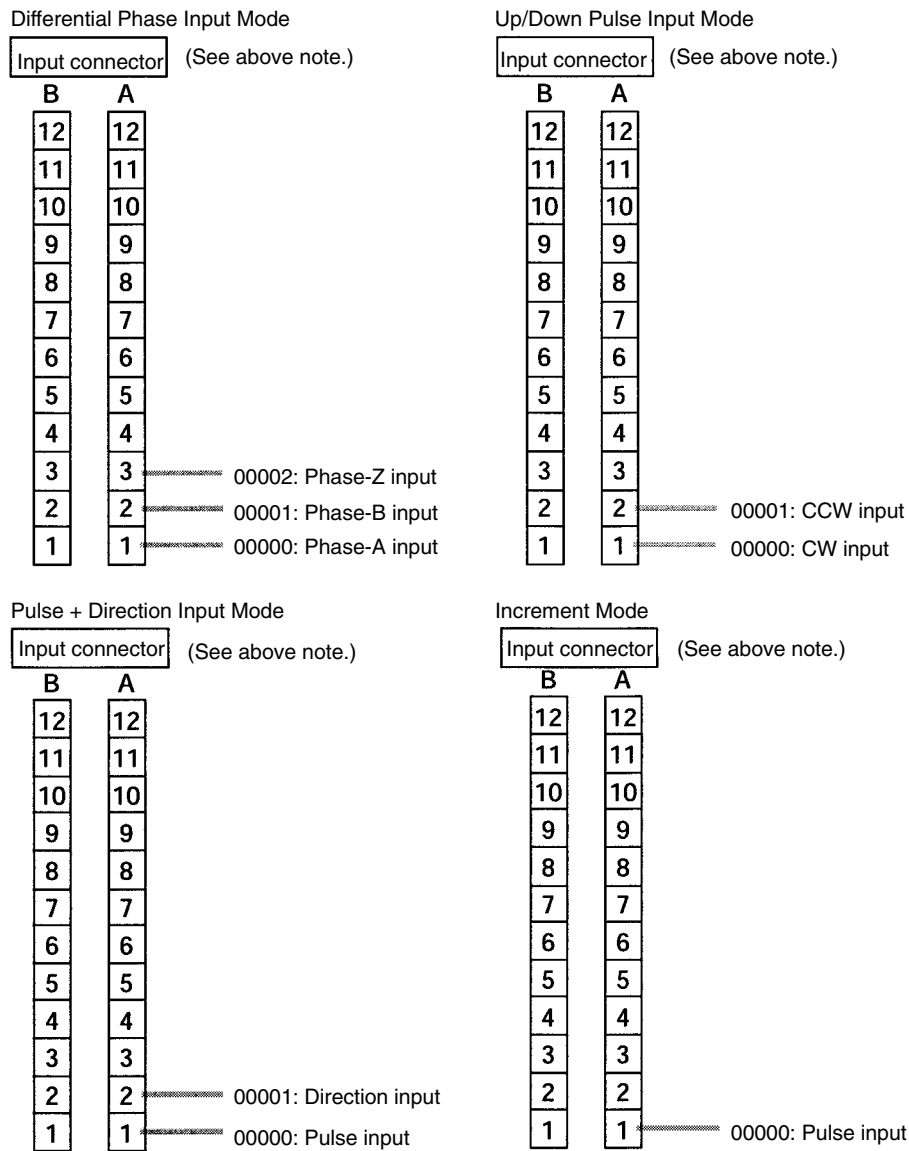 Differential Phase Input Mode
Input connector (See above note.)
B A
12 12
11 11
10 10
9 9
8 8
7 7
6 6
5 5
4 4
3 3 00002: Phase-Z input
2 2 00001: Phase-B input
1 1 00000: Phase-A input
Up/Down Pulse Input Mode
Input connector (See above note.)
B A
12 12
11 11
10 10
9 9
8 8
7 7
6 6
5 5
4 4
3 3
2 2 00001: CCW input
1 1 00000: CW input
Pulse + Direction Input Mode
Input connector (See above note.)
B A
12 12
11 11
10 10
9 9
8 8
7 7
6 6
5 5
4 4
3 3
2 2 00001: Direction input
1 1 00000: Pulse input
Increment Mode
Input connector (See above note.)
B A
12 12
11 11
10 10
9 9
8 8
7 7
6 6
5 5
4 4
3 3
2 2
1 1 00000: Pulse input